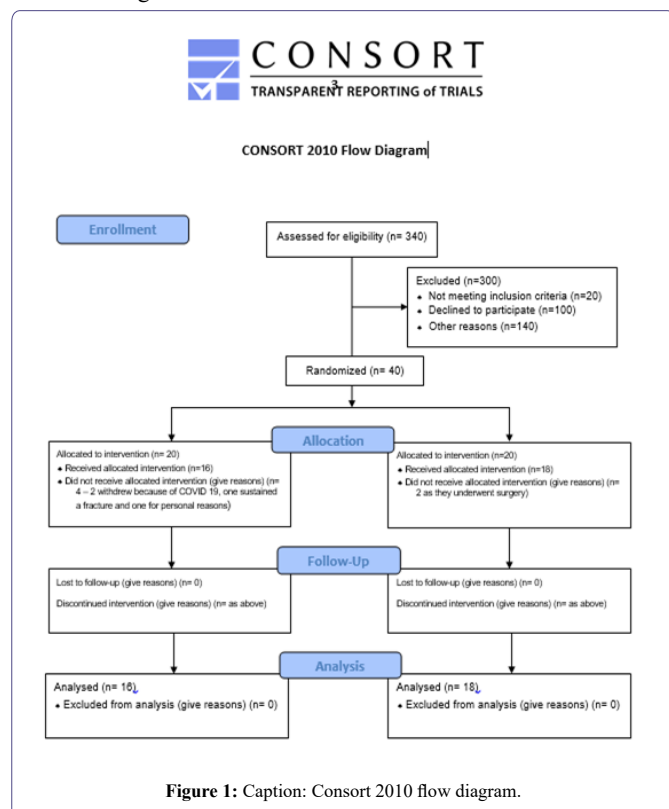 CONSORT
TRANSPARENT REPORTING of TRIALS
3
CONSORT 2010 Flow Diagram
Enrollment
Assessed for eligibility (n= 340)
Excluded (n=300)
♦ Not meeting inclusion criteria (n=20)
♦ Declined to participate (n=100)
♦ Other reasons (n=140)
Randomized (n= 40)
Allocation
Allocated to intervention (n= 20)
♦ Received allocated intervention (n=16)
♦ Did not receive allocated intervention (give reasons) (n=
4 – 2 withdrew because of COVID 19, one sustained
a fracture and one for personal reasons)
Allocated to intervention (n=20)
♦ Received allocated intervention (n=18)
♦ Did not receive allocated intervention (give reasons) (n=
2 as they underwent surgery)
Follow-Up
Lost to follow-up (give reasons) (n= 0)
Discontinued intervention (give reasons) (n= as above)
Lost to follow-up (give reasons) (n= 0)
Discontinued intervention (give reasons) (n= as above)
Analysis
Analysed (n= 16)
♦ Excluded from analysis (give reasons) (n= 0)
Analysed (n= 18)
♦ Excluded from analysis (give reasons) (n= 0)
Figure 1: Caption: Consort 2010 flow diagram.